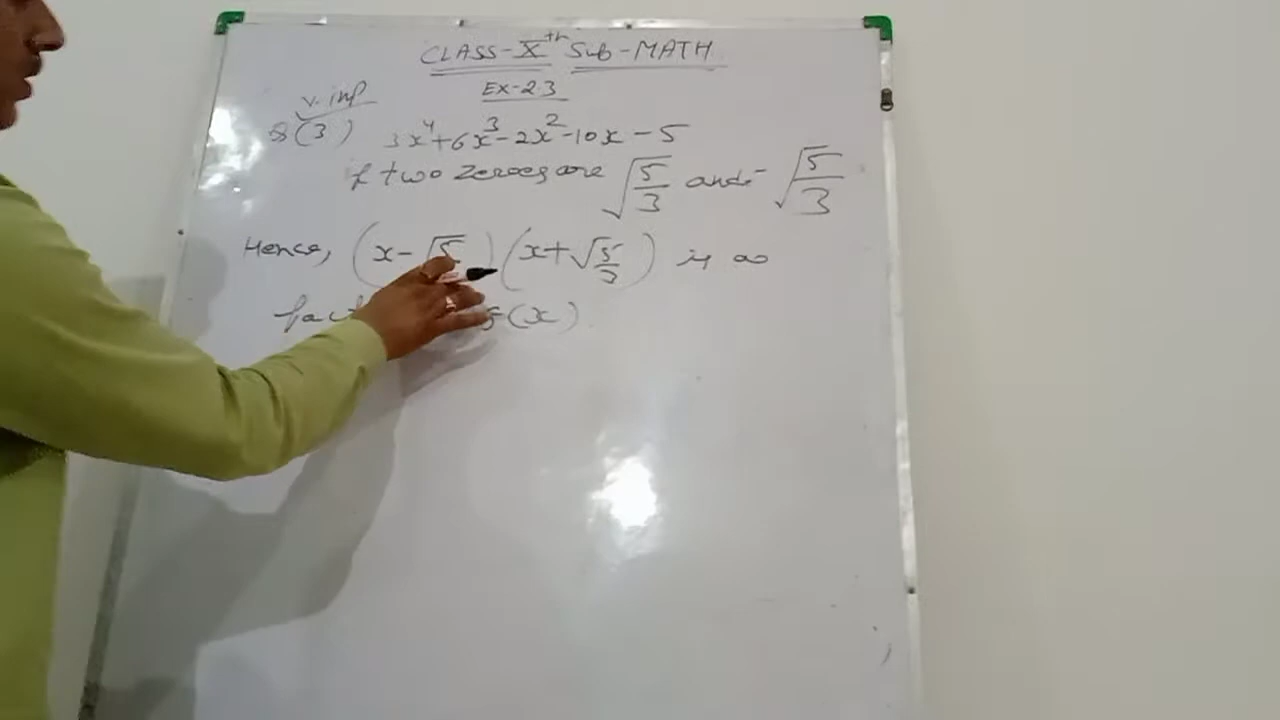 CLASS-Xth Sub-MATH
EX-2.3
V. imp
Q(3) 3x⁴+6x³-2x²-10x-5
if two zeroes are √5/3 and -√5/3
Hence, (x-√5 )(x+√5/3) is a
(x)